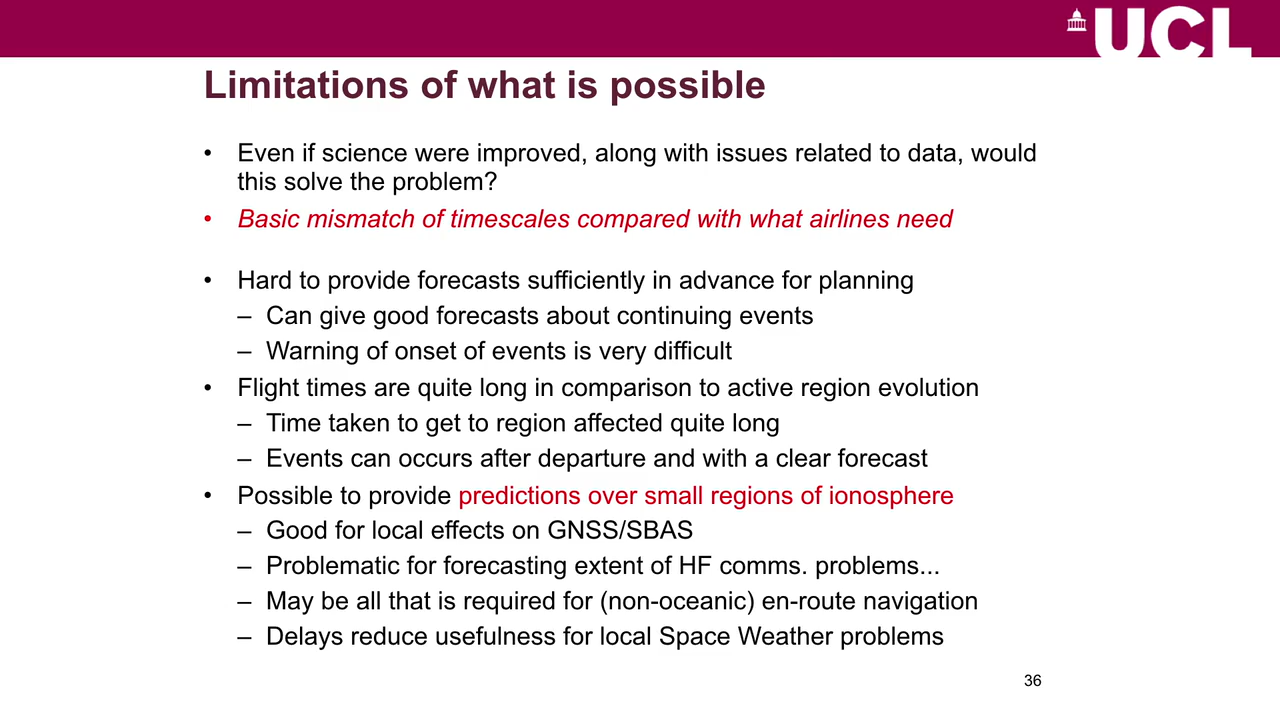 UCL
Limitations of what is possible
• Even if science were improved, along with issues related to data, would
this solve the problem?
• Basic mismatch of timescales compared with what airlines need
• Hard to provide forecasts sufficiently in advance for planning
– Can give good forecasts about continuing events
– Warning of onset of events is very difficult
• Flight times are quite long in comparison to active region evolution
– Time taken to get to region affected quite long
– Events can occurs after departure and with a clear forecast
• Possible to provide predictions over small regions of ionosphere
– Good for local effects on GNSS/SBAS
– Problematic for forecasting extent of HF comms. problems...
– May be all that is required for (non-oceanic) en-route navigation
– Delays reduce usefulness for local Space Weather problems
36